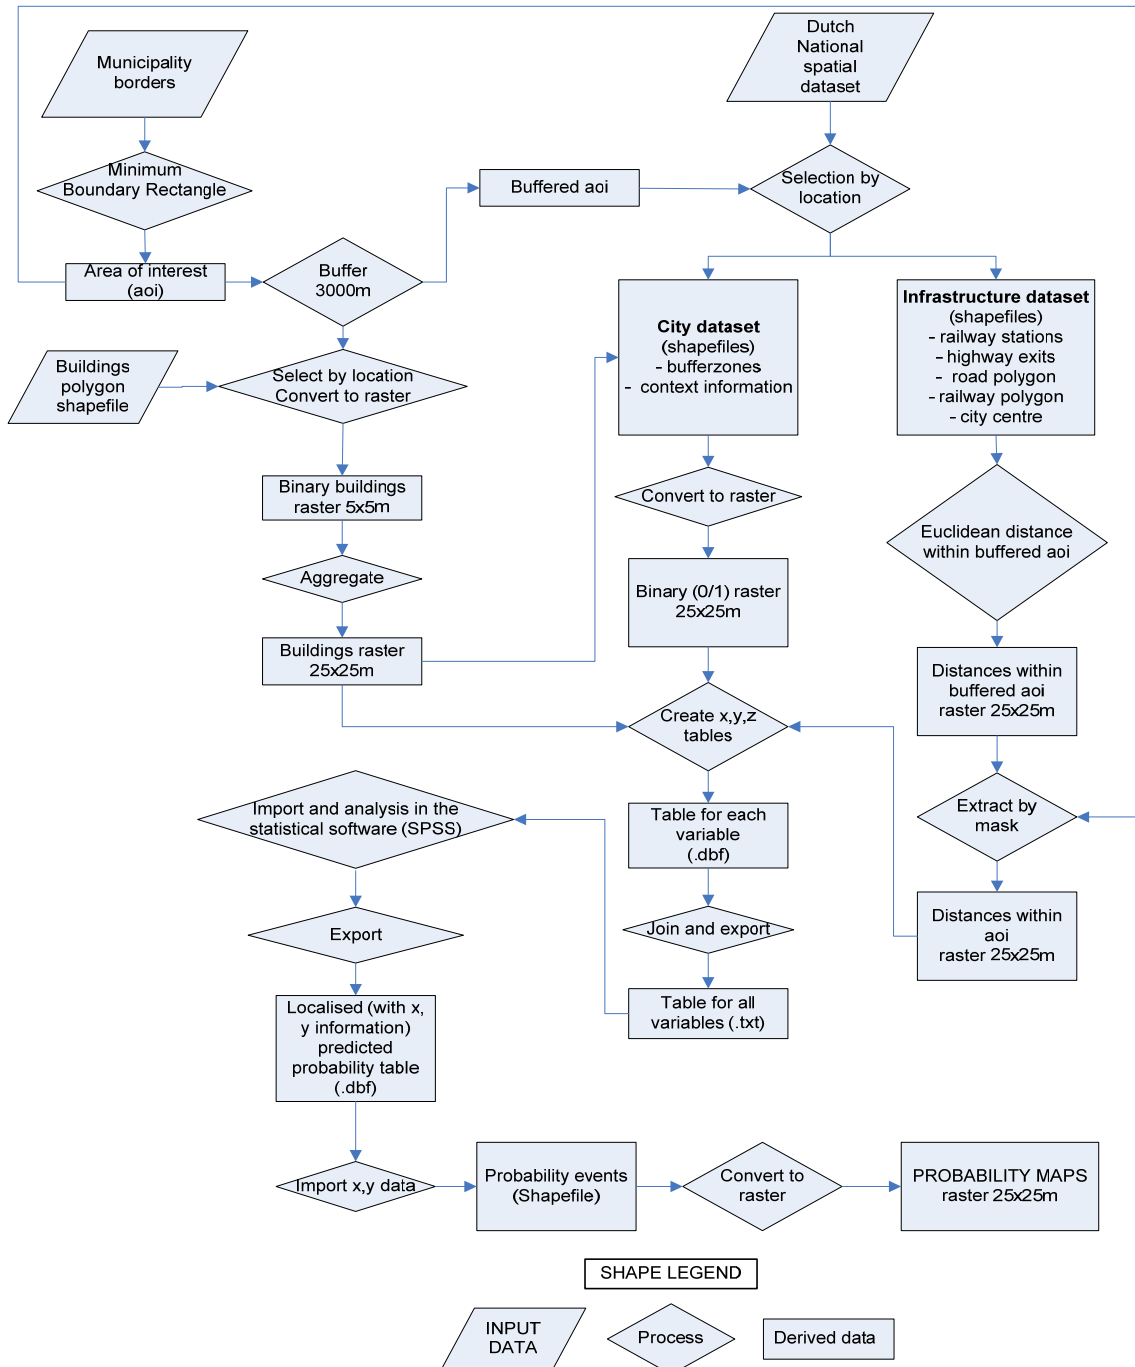 Municipality
borders
Dutch
National
spatial
dataset
Minimum
Boundary Rectangle
Buffered aoi
Selection by
location
Area of interest
(aoi)
Buffer
3000m
City dataset
(shapefiles)
- bufferzones
- context information
Infrastructure dataset
(shapefiles)
- railway stations
- highway exits
- road polygon
- railway polygon
- city centre
Buildings
polygon
shapefile
Select by location
Convert to raster
Binary buildings
raster 5x5m
Convert to raster
Euclidean distance
within buffered aoi
Aggregate
Binary (0/1) raster
25x25m
Buildings raster
25x25m
Distances within
buffered aoi
raster 25x25m
Create x,y,z
tables
Import and analysis in the
statistical software (SPSS)
Table for each
variable
(.dbf)
Extract by
mask
Export
Join and export
Distances within
aoi
raster 25x25m
Localised (with x,
y information)
predicted
probability table
(.dbf)
Table for all
variables (.txt)
Import x,y data
Probability events
(Shapefile)
Convert to
raster
PROBABILITY MAPS
raster 25x25m
SHAPE LEGEND
INPUT
DATA
Process
Derived data